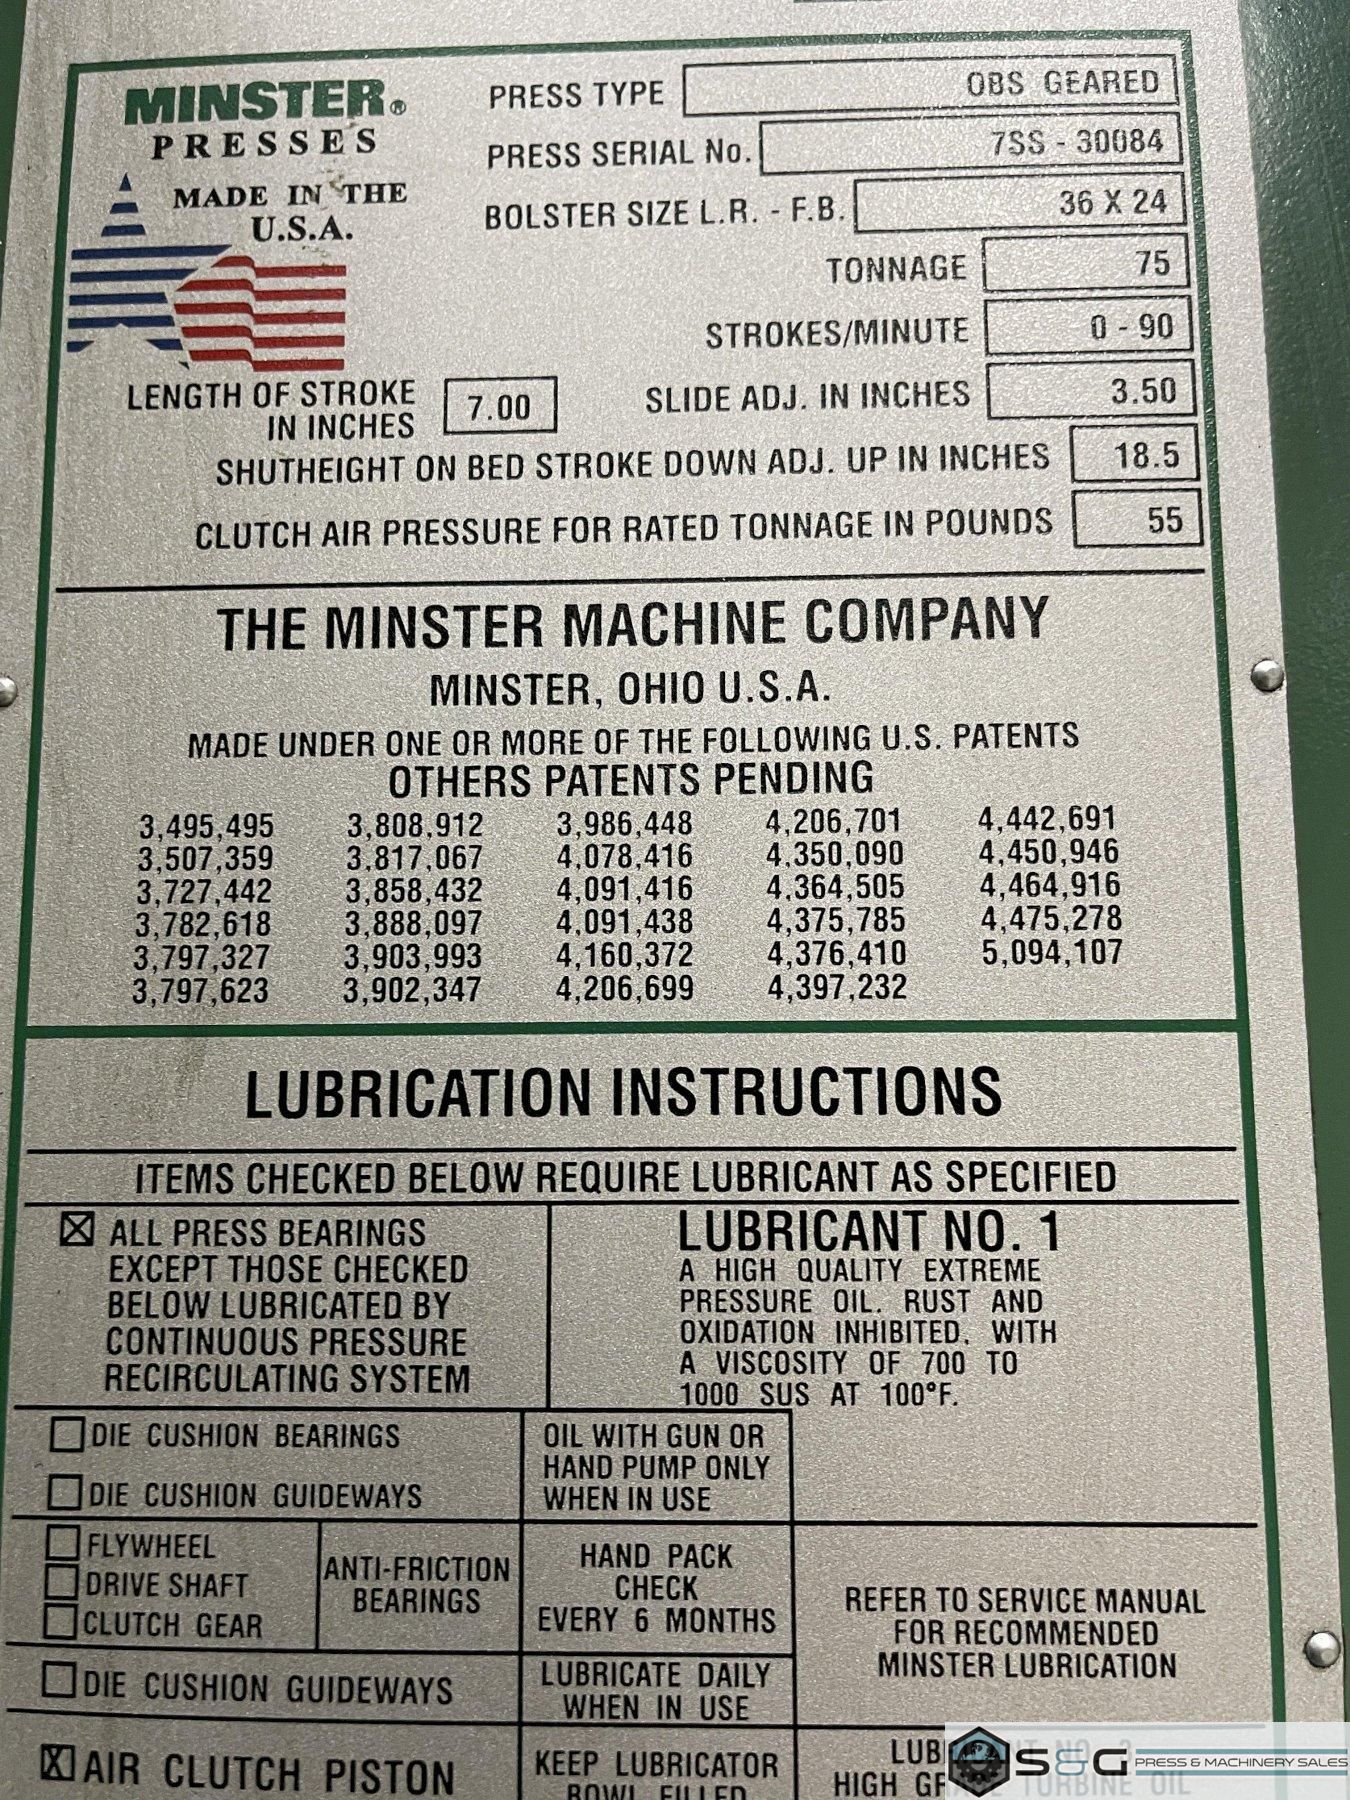 MINSTER®
PRESSES
MADE IN THE
U.S.A.
PRESS TYPE OBS GEARED
PRESS SERIAL No. 7SS - 30084
BOLSTER SIZE L.R. - F.B. 36 X 24
TONNAGE 75
STROKES/MINUTE 0 - 90
LENGTH OF STROKE
IN INCHES 7.00
SLIDE ADJ. IN INCHES 3.50
SHUTHEIGHT ON BED STROKE DOWN ADJ. UP IN INCHES 18.5
CLUTCH AIR PRESSURE FOR RATED TONNAGE IN POUNDS 55
THE MINSTER MACHINE COMPANY
MINSTER, OHIO U.S.A.
MADE UNDER ONE OR MORE OF THE FOLLOWING U.S. PATENTS
OTHERS PATENTS PENDING
3,495,495 3,808,912 3,986,448 4,206,701 4,442,691
3,507,359 3,817,067 4,078,416 4,350,090 4,450,946
3,727,442 3,858,432 4,091,416 4,364,505 4,464,916
3,782,618 3,888,097 4,091,438 4,375,785 4,475,278
3,797,327 3,903,993 4,160,372 4,376,410 5,094,107
3,797,623 3,902,347 4,206,699 4,397,232
LUBRICATION INSTRUCTIONS
ITEMS CHECKED BELOW REQUIRE LUBRICANT AS SPECIFIED
☒ ALL PRESS BEARINGS
EXCEPT THOSE CHECKED
BELOW LUBRICATED BY
CONTINUOUS PRESSURE
RECIRCULATING SYSTEM
LUBRICANT NO. 1
A HIGH QUALITY EXTREME
PRESSURE OIL. RUST AND
OXIDATION INHIBITED, WITH
A VISCOSITY OF 700 TO
1000 SUS AT 100°F.
☐ DIE CUSHION BEARINGS
☐ DIE CUSHION GUIDEWAYS
OIL WITH GUN OR
HAND PUMP ONLY
WHEN IN USE
☐ FLYWHEEL
☐ DRIVE SHAFT
☐ CLUTCH GEAR
ANTI-FRICTION
BEARINGS
HAND PACK
CHECK
EVERY 6 MONTHS
REFER TO SERVICE MANUAL
FOR RECOMMENDED
MINSTER LUBRICATION
☐ DIE CUSHION GUIDEWAYS
LUBRICATE DAILY
WHEN IN USE
☒ AIR CLUTCH PISTON
KEEP LUBRICATOR
BOWL FILLED
NO. 2
HIGH TURBINE OIL
S & G PRESS & MACHINERY SALES